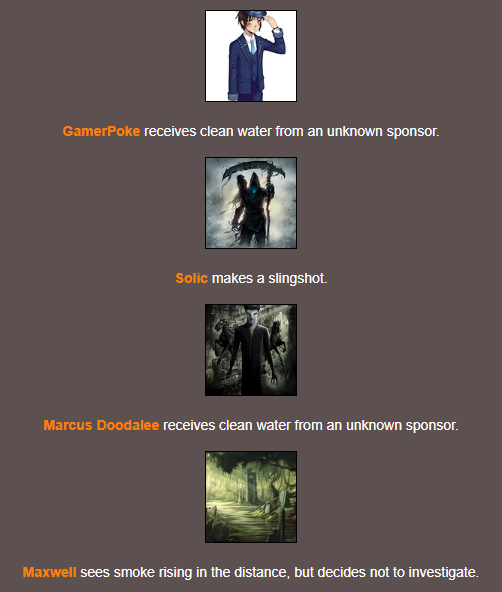 GamerPoke receives clean water from an unknown sponsor.
Solic makes a slingshot.
Marcus Doodalee receives clean water from an unknown sponsor.
Maxwell sees smoke rising in the distance, but decides not to investigate.